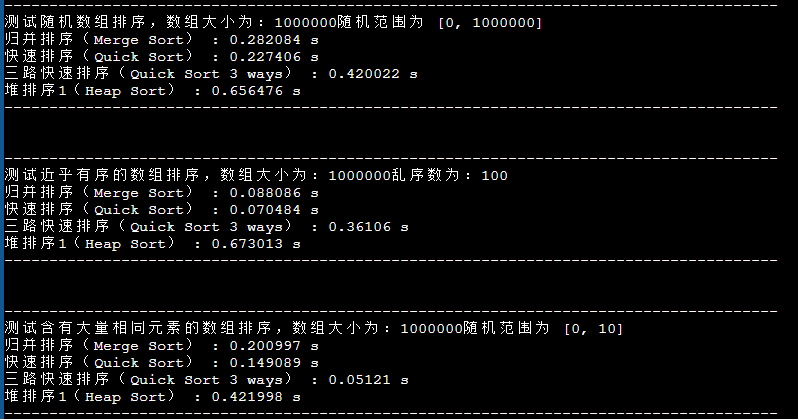 --------------------------------------------------------------------------------------
测试随机数组排序，数组大小为：1000000随机范围为 [0, 1000000]
归并排序（Merge Sort） : 0.282084 s
快速排序（Quick Sort） : 0.227406 s
三路快速排序（Quick Sort 3 ways） : 0.420022 s
堆排序1（Heap Sort） : 0.656476 s
--------------------------------------------------------------------------------------
--------------------------------------------------------------------------------------
测试近乎有序的数组排序，数组大小为：1000000乱序数为：100
归并排序（Merge Sort） : 0.088086 s
快速排序（Quick Sort） : 0.070484 s
三路快速排序（Quick Sort 3 ways） : 0.36106 s
堆排序1（Heap Sort） : 0.673013 s
--------------------------------------------------------------------------------------
--------------------------------------------------------------------------------------
测试含有大量相同元素的数组排序，数组大小为：1000000随机范围为 [0, 10]
归并排序（Merge Sort） : 0.200997 s
快速排序（Quick Sort） : 0.149089 s
三路快速排序（Quick Sort 3 ways） : 0.05121 s
堆排序1（Heap Sort） : 0.421998 s
--------------------------------------------------------------------------------------